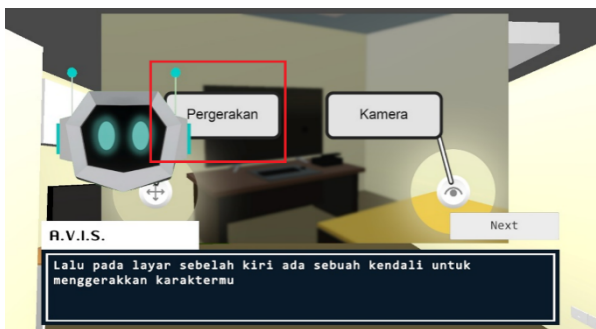 Pergerakan
Kamera
Next
A.V.I.S.
Lalu pada layar sebelah kiri ada sebuah kendali untuk
menggerakkan karaktermu